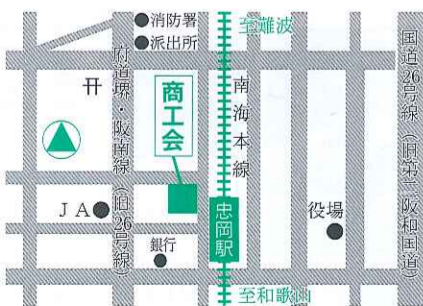 消防署
派出所
至難波
商工会
府道堺・阪南線（旧26号線）
南海本線
国道26号線（旧第二阪和国道）
JA
忠岡駅
役場
銀行
至和歌山